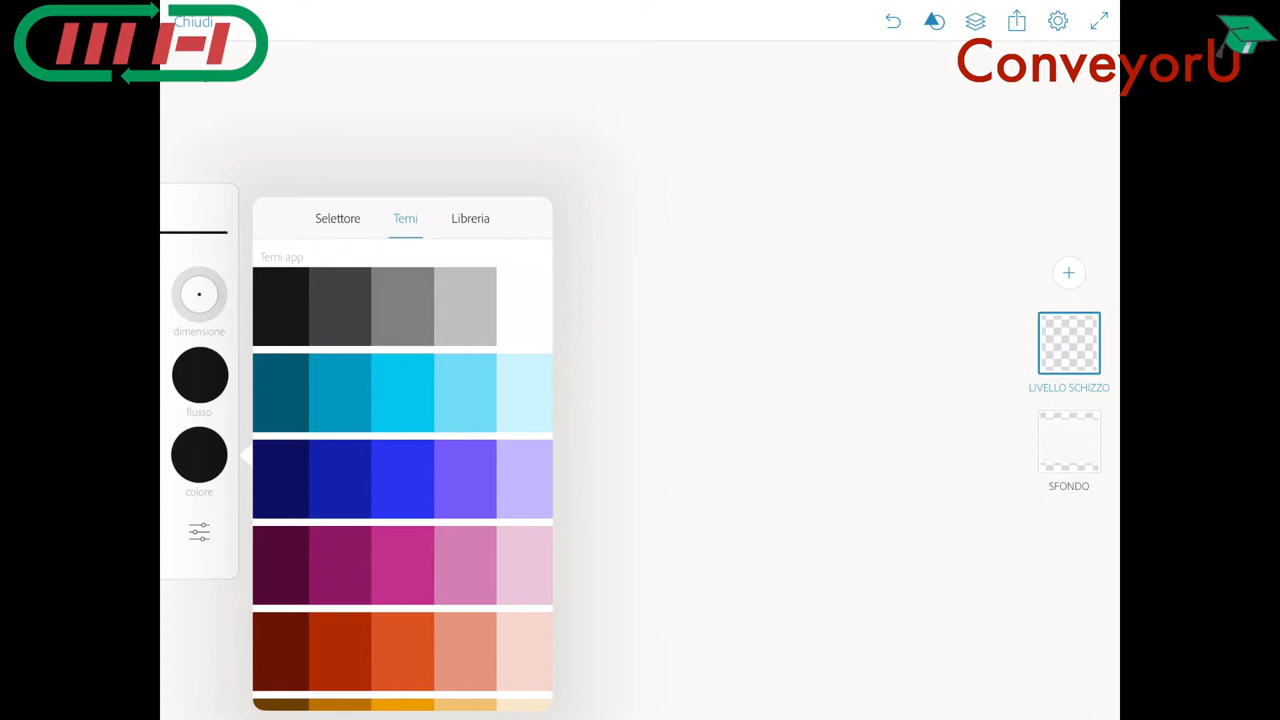 Chiudi
ConveyorU
Selettore Temi Libreria
Temi app
dimensione
flusso
colore
LIVELLO SCHIZZO
SFONDO